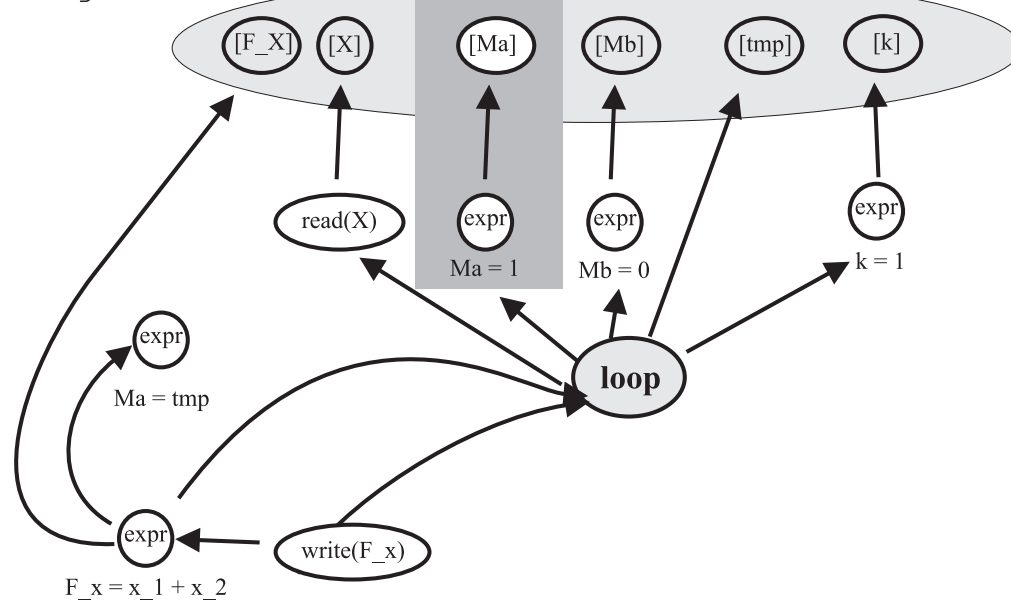 [F_X] [X] [Ma] [Mb] [tmp] [k]
read(X) expr expr expr
Ma = 1 Mb = 0 k = 1
expr
Ma = tmp
loop
expr write(F_x)
F_x = x_1 + x_2